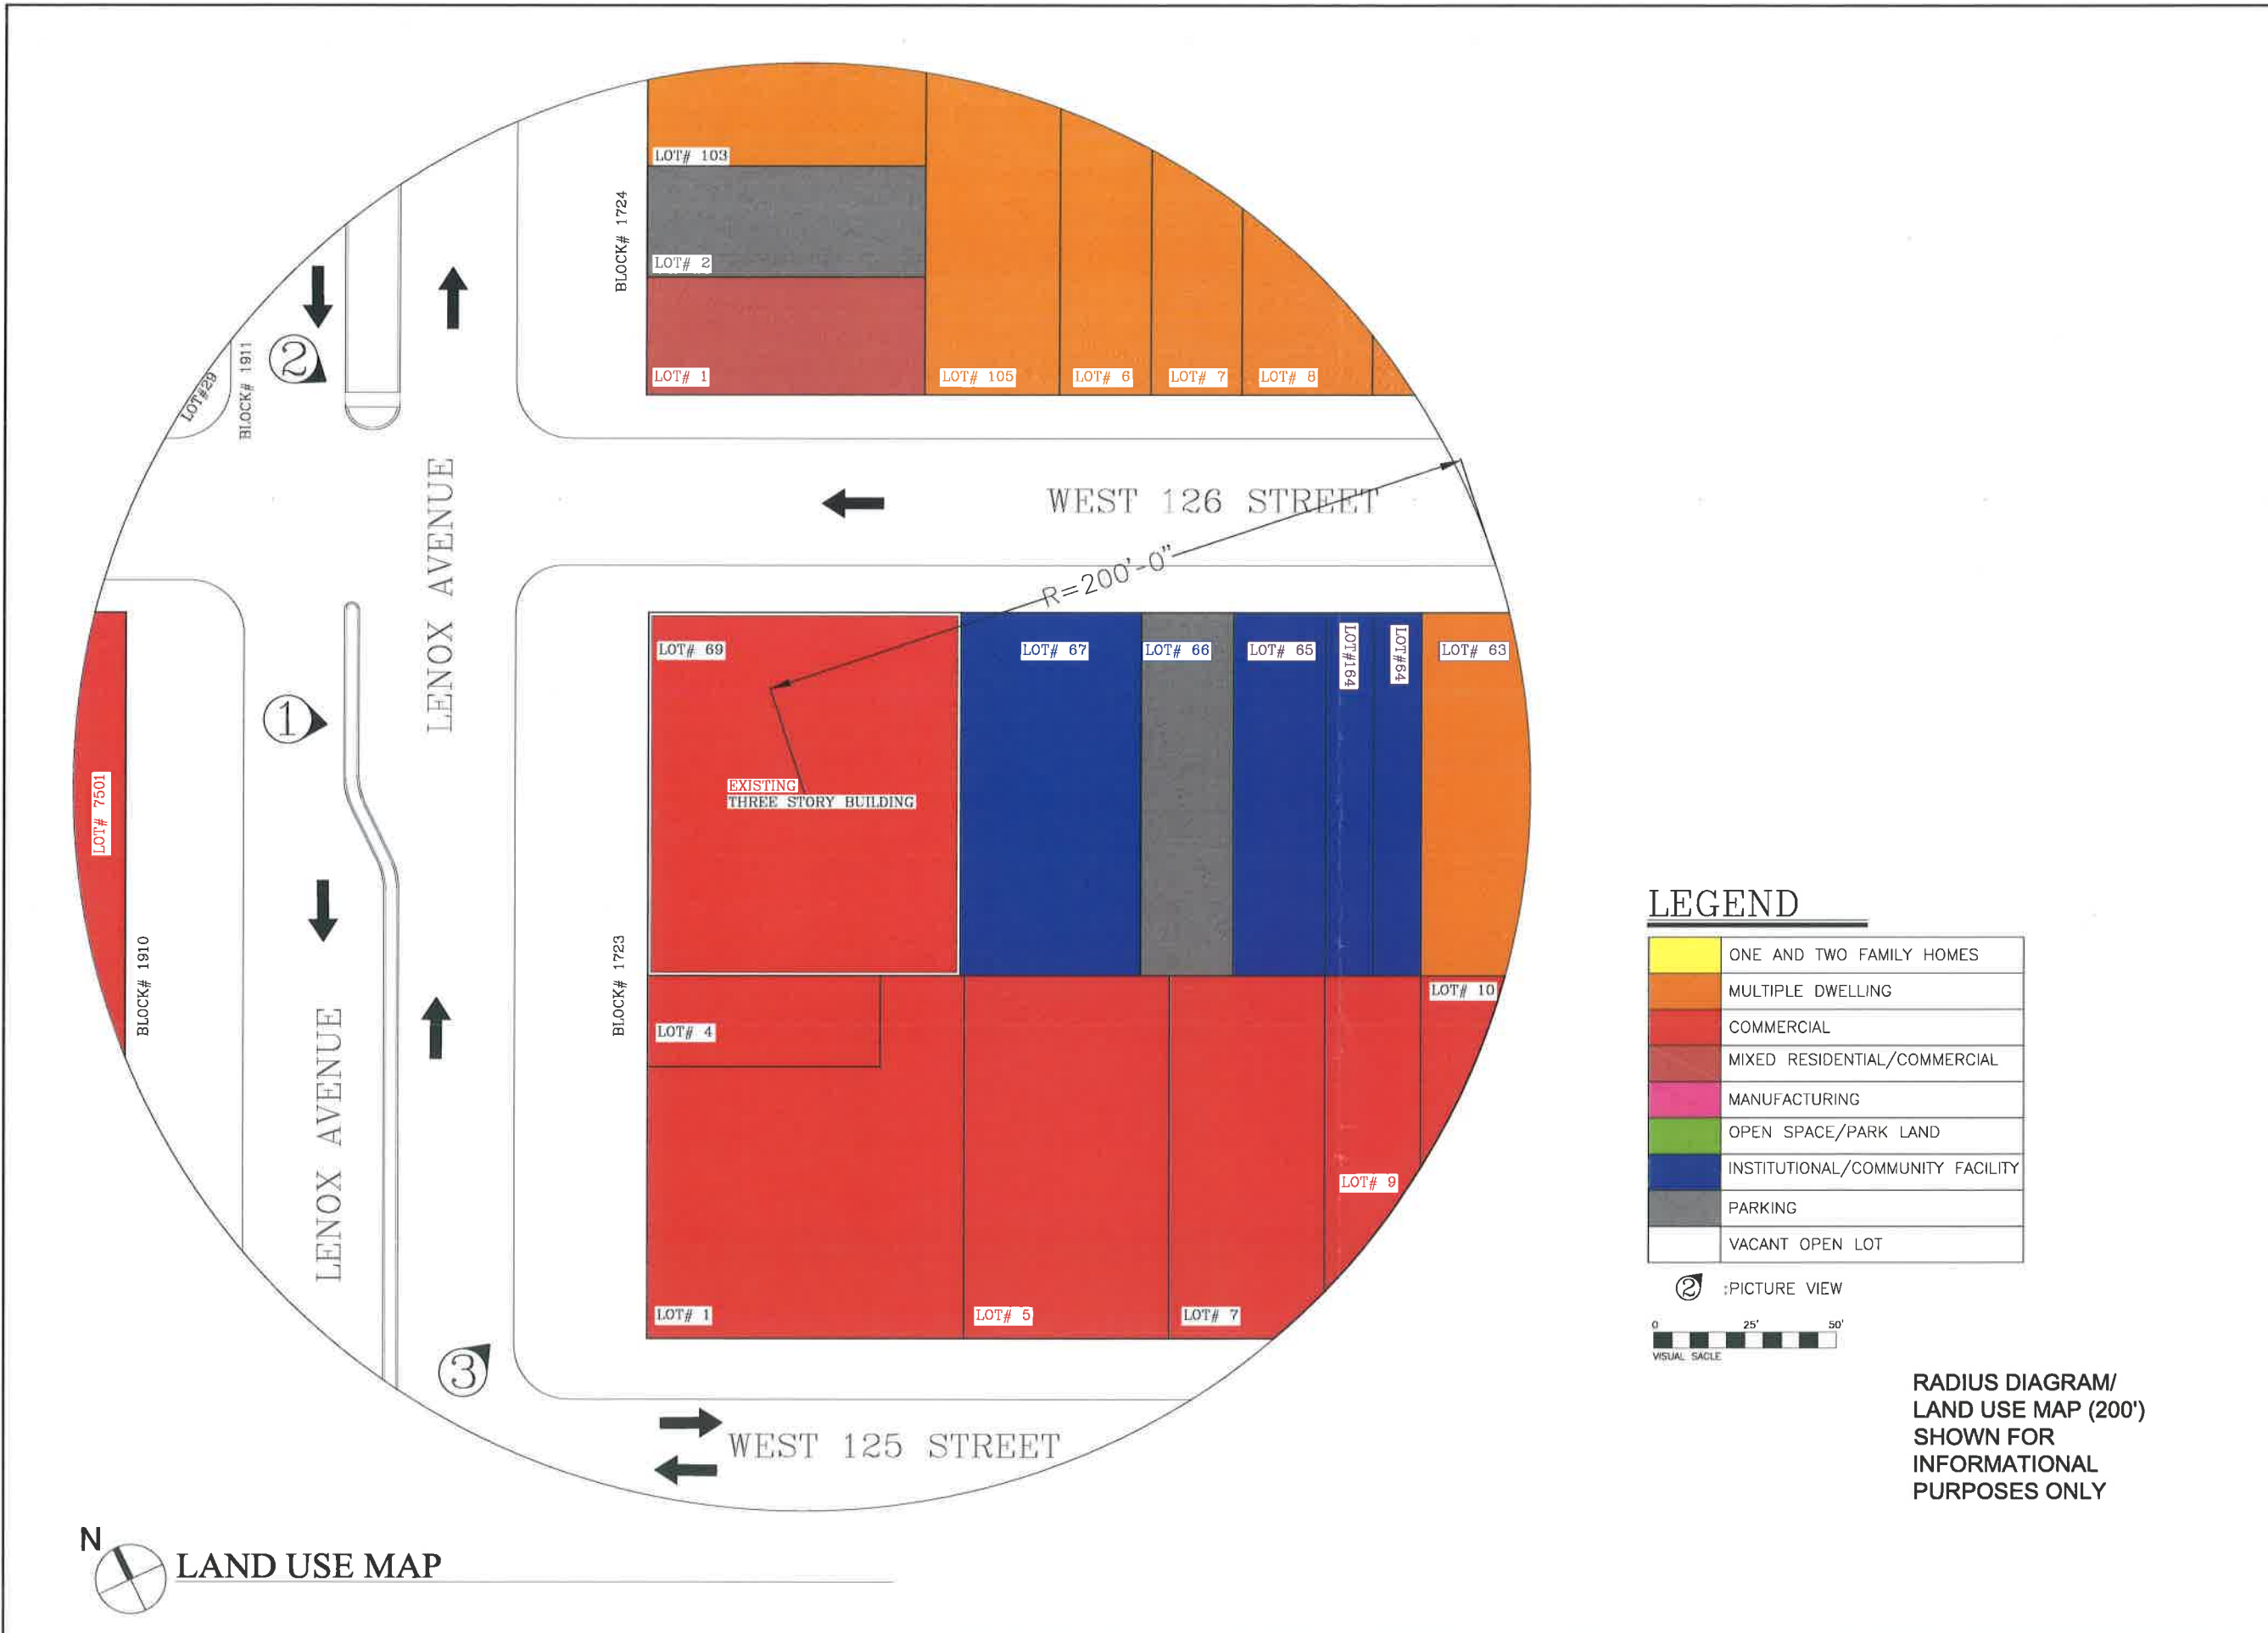 LOT# 103
BLOCK# 1724
LOT# 2
LOT# 1
LOT# 105
LOT# 6
LOT# 7
LOT# 8
2
LOT#29
BLOCK# 1911
LENOX AVENUE
WEST 126 STREET
R=200'-0"
LOT# 69
LOT# 67
LOT# 66
LOT# 65
LOT#164
LOT#64
LOT# 63
1
EXISTING
THREE STORY BUILDING
LOT# 7501
BLOCK# 1910
BLOCK# 1723
LENOX AVENUE
LOT# 4
LOT# 10
LOT# 9
LOT# 1
LOT# 5
LOT# 7
3
WEST 125 STREET
LEGEND
ONE AND TWO FAMILY HOMES
MULTIPLE DWELLING
COMMERCIAL
MIXED RESIDENTIAL/COMMERCIAL
MANUFACTURING
OPEN SPACE/PARK LAND
INSTITUTIONAL/COMMUNITY FACILITY
PARKING
VACANT OPEN LOT
2 :PICTURE VIEW
0 25' 50'
VISUAL SACLE
RADIUS DIAGRAM/
LAND USE MAP (200')
SHOWN FOR
INFORMATIONAL
PURPOSES ONLY
N
LAND USE MAP